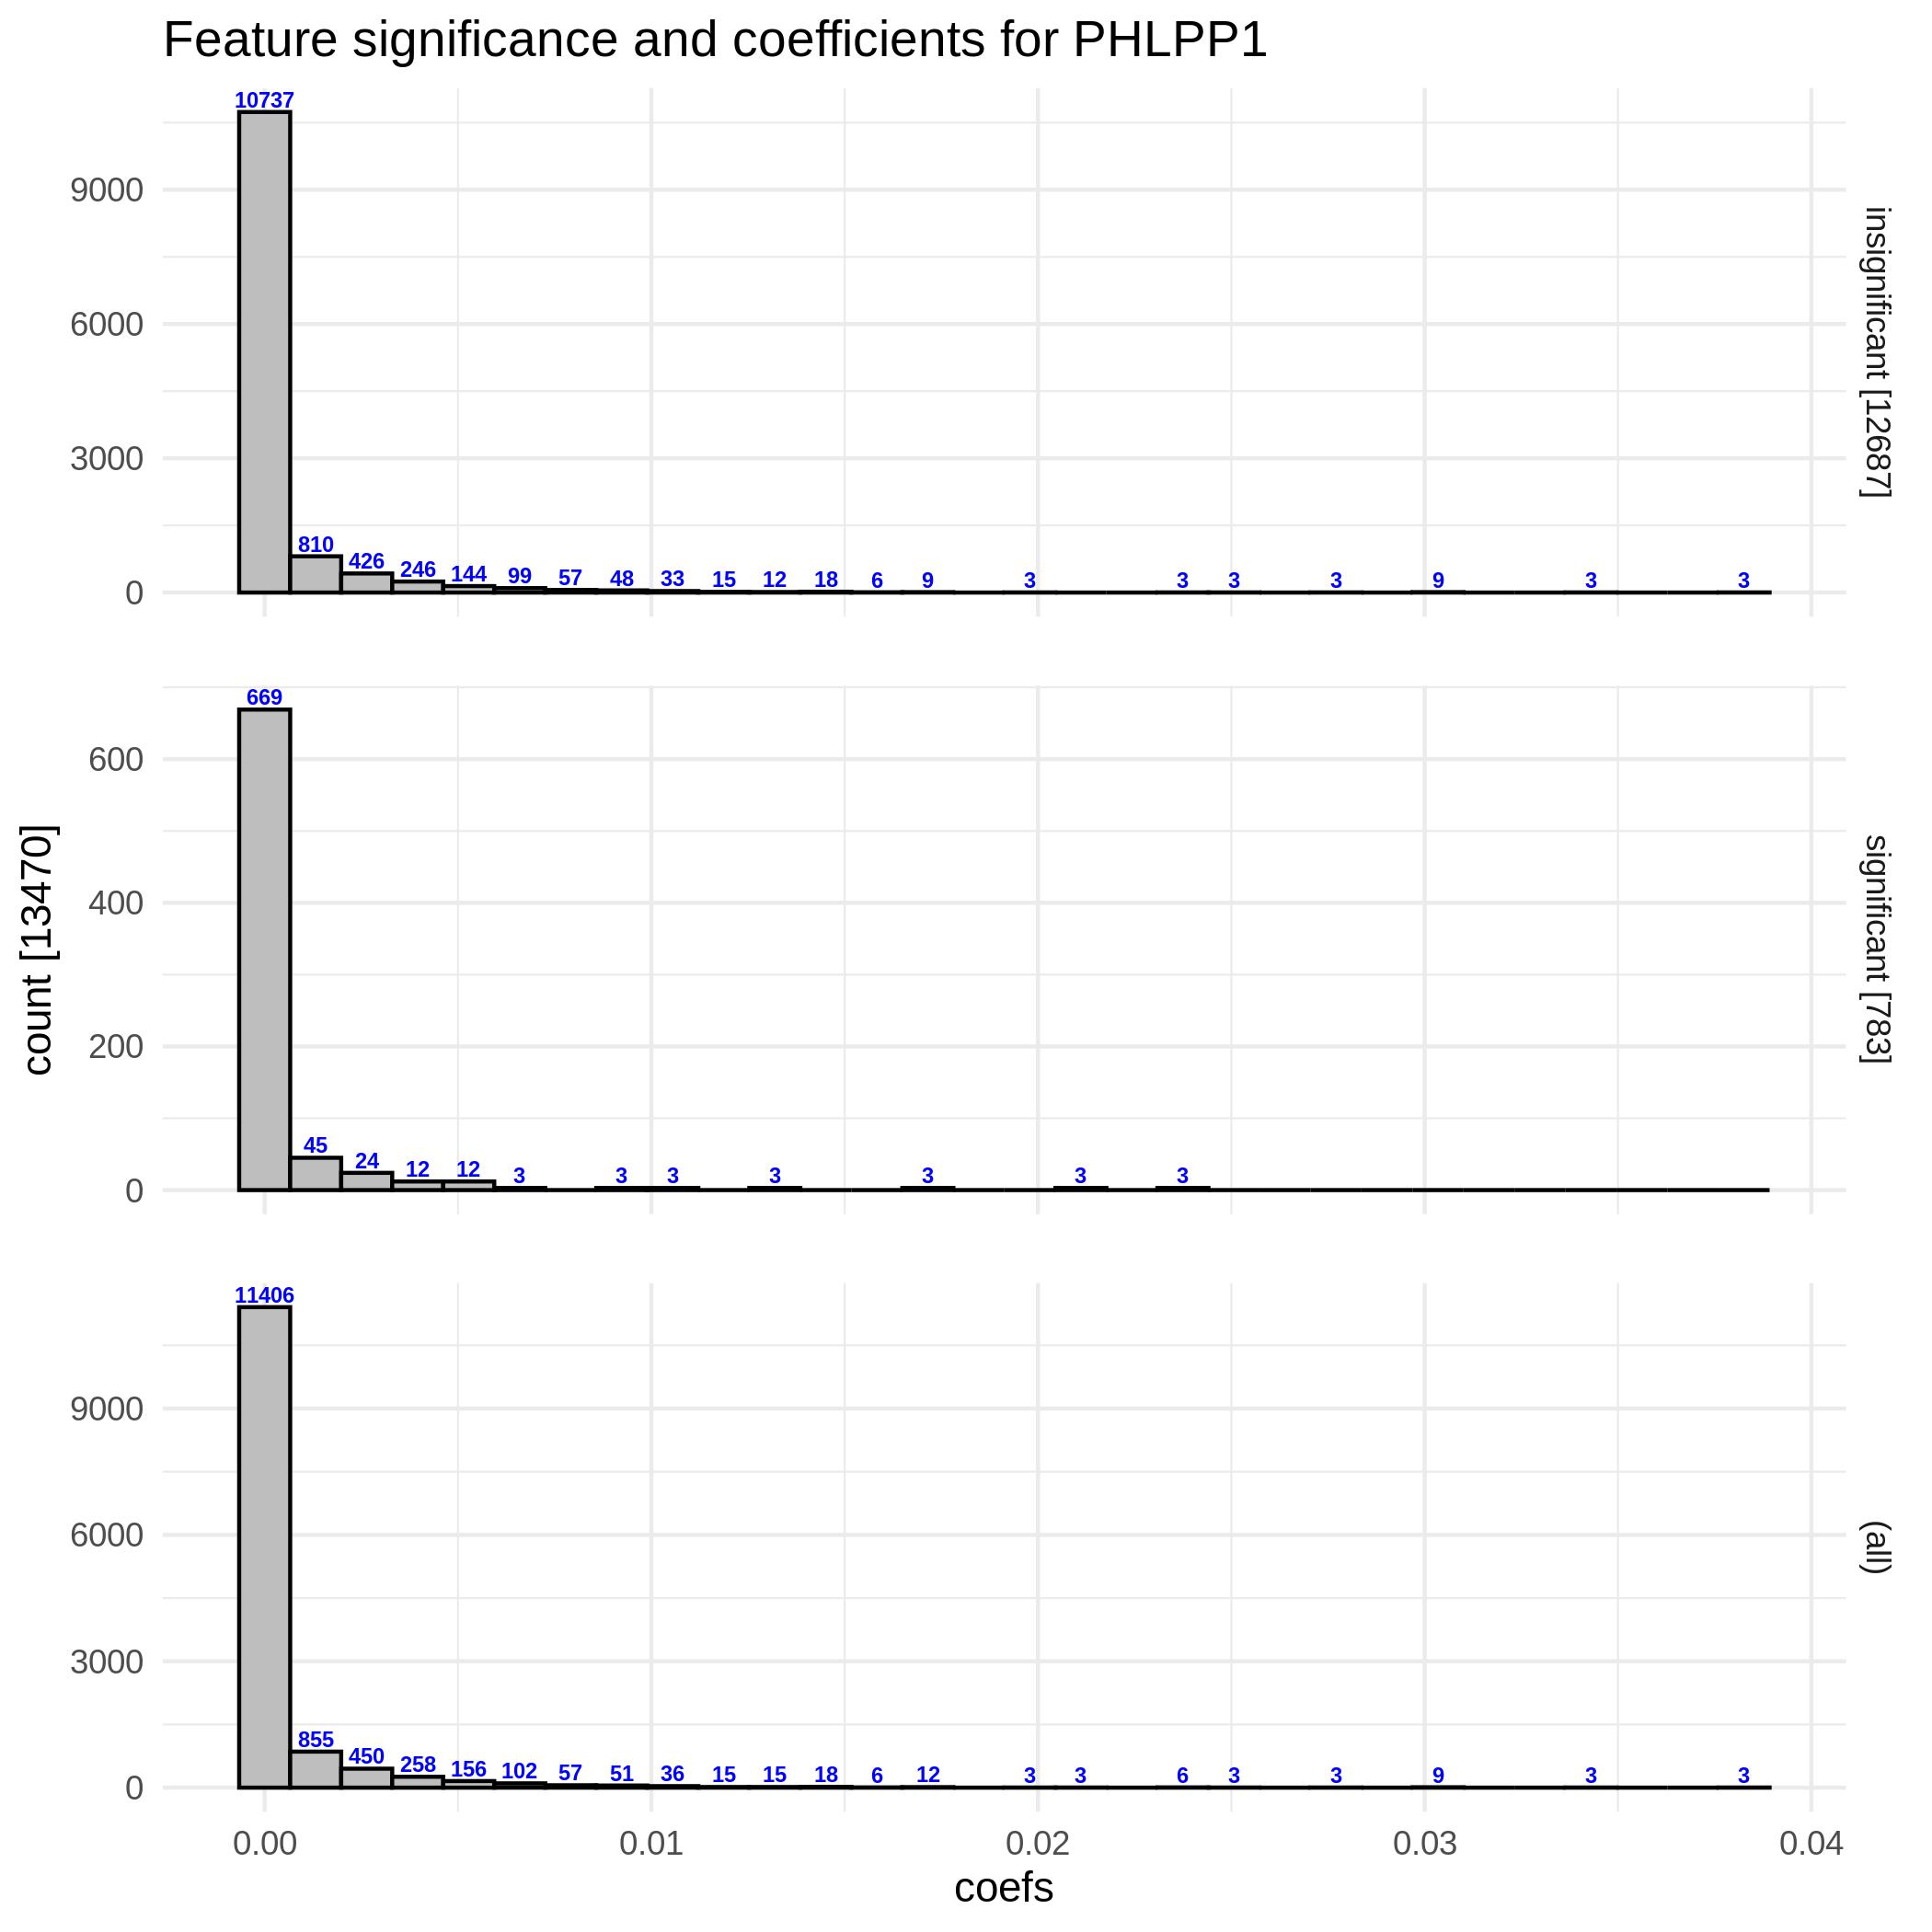 Feature significance and coefficients for PHLPP1
10737
9000
6000
3000
0
810 426 246 144 99 57 48 33 15 12 18 6 9 3 3 3 3 9 3 3
insignificant [12687]
669
600
400
200
0
45 24 12 12 3 3 3 3 3 3 3
significant [783]
count [13470]
11406
9000
6000
3000
0
855 450 258 156 102 57 51 36 15 15 18 6 12 3 3 6 3 3 9 3 3
(all)
0.00 0.01 0.02 0.03 0.04
coefs